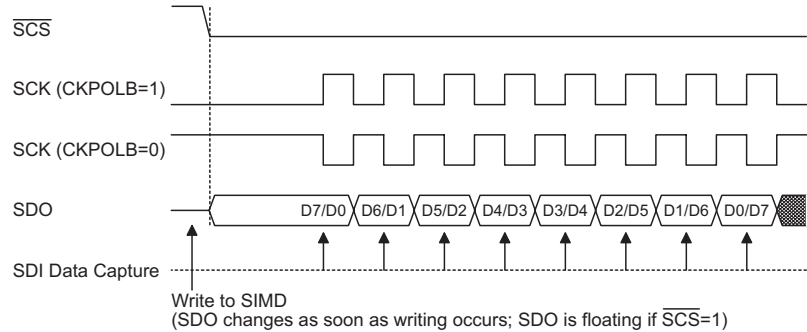 S̅C̅S̅
SCK (CKPOLB=1)
SCK (CKPOLB=0)
SDO D7/D0 D6/D1 D5/D2 D4/D3 D3/D4 D2/D5 D1/D6 D0/D7
SDI Data Capture
Write to SIMD
(SDO changes as soon as writing occurs; SDO is floating if S̅C̅S̅=1)